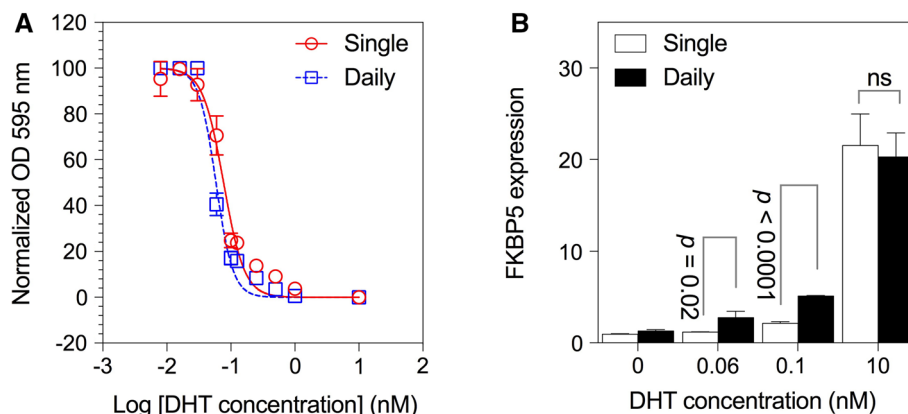 A
120
100
80
60
40
20
0
-20
-3
-2
-1
0
1
2
Normalized OD 595 nm
Log [DHT concentration] (nM)
Single
Daily
B
30
20
10
0
FKBP5 expression
Single
Daily
p = 0.02
p < 0.0001
ns
0
0.06
0.1
10
DHT concentration (nM)